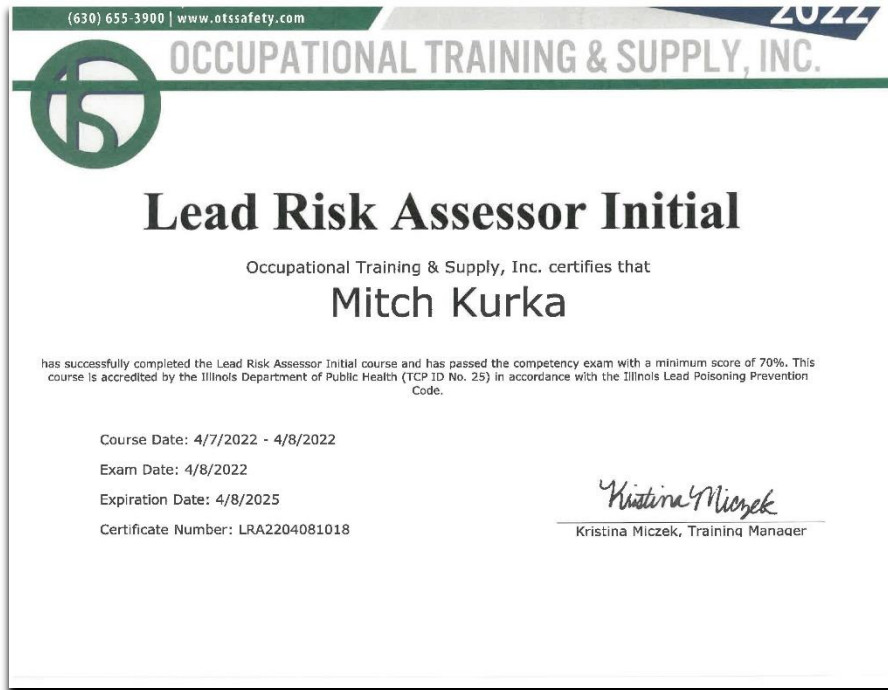 (630) 655-3900 | www.otssafety.com
2022
OCCUPATIONAL TRAINING & SUPPLY, INC.
Lead Risk Assessor Initial
Occupational Training & Supply, Inc. certifies that
Mitch Kurka
has successfully completed the Lead Risk Assessor Initial course and has passed the competency exam with a minimum score of 70%. This
course is accredited by the Illinois Department of Public Health (TCP ID No. 25) in accordance with the Illinois Lead Poisoning Prevention
Code.
Course Date: 4/7/2022 - 4/8/2022
Exam Date: 4/8/2022
Expiration Date: 4/8/2025
Certificate Number: LRA2204081018
Kristina Miczek
Kristina Miczek, Training Manager